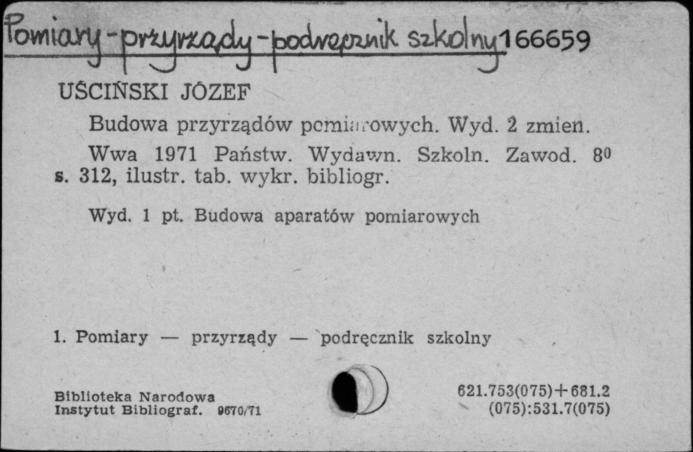 Pomiary - przyrządy - podręcznik szkolny 166659
UŚCIŃSKI JÓZEF
Budowa przyrządów pomiarowych. Wyd. 2 zmien.
Wwa 1971 Państw. Wydawn. Szkoln. Zawod. 8⁰
s. 312, ilustr. tab. wykr. bibliogr.
Wyd. 1 pt. Budowa aparatów pomiarowych
1. Pomiary — przyrządy — podręcznik szkolny
Biblioteka Narodowa
Instytut Bibliograf. 9670/71
621.753(075)+681.2
(075):531.7(075)